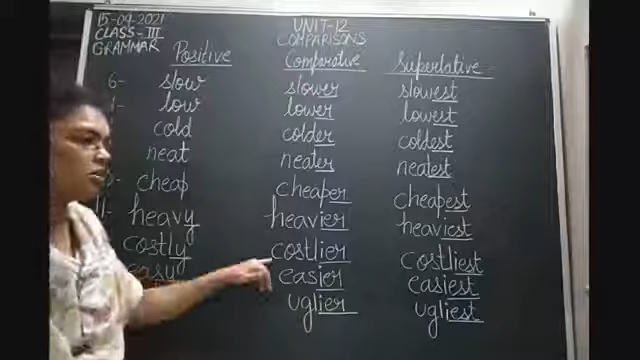 15-09-2021
CLASS-III
GRAMMAR
UNIT-12
COMPARISONS
Positive Comparative Superlative
6- slow slower slowest
low lower lowest
cold colder coldest
neat neater neatest
cheap cheaper cheapest
11- heavy heavier heaviest
costly costlier costliest
easy easier easiest
uglier ugliest